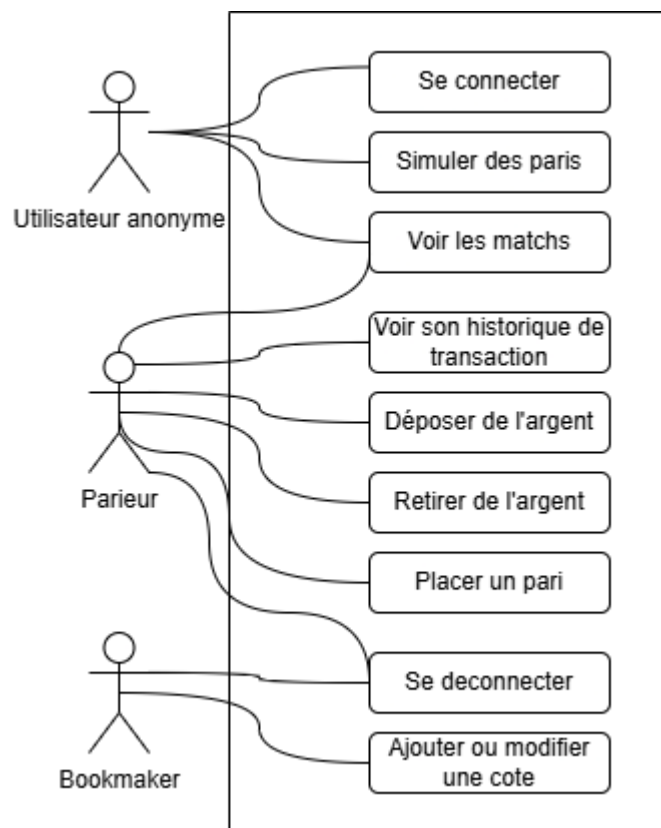 Se connecter
Simuler des paris
Utilisateur anonyme
Voir les matchs
Voir son historique de
transaction
Déposer de l'argent
Parieur
Retirer de l'argent
Placer un pari
Se deconnecter
Bookmaker
Ajouter ou modifier
une cote